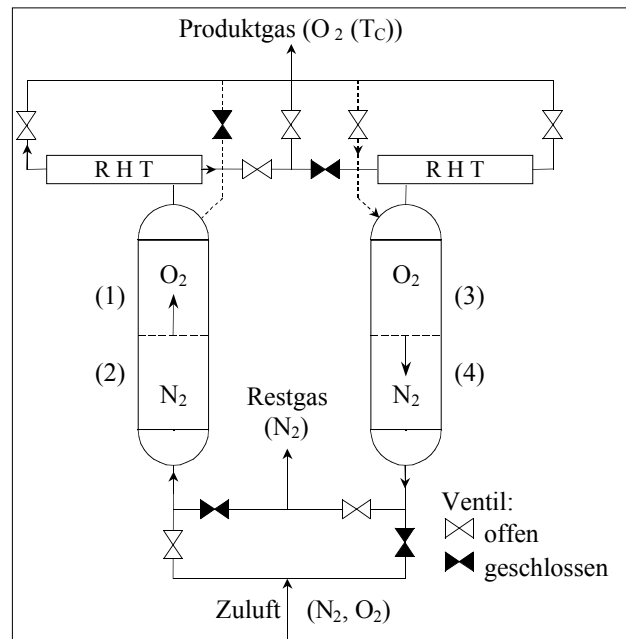 Produktgas (O₂ (T_C))
R H T
R H T
O₂
O₂
(1)
(3)
(2)
(4)
N₂
N₂
Restgas
(N₂)
Ventil:
offen
geschlossen
Zuluft (N₂, O₂)